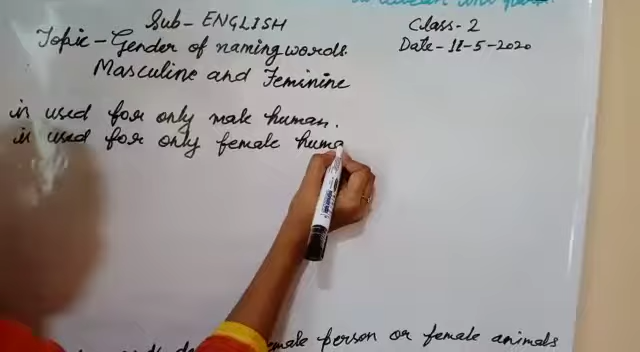 Sub- ENGLISH
Class- 2
Topic- Gender of naming words.
Date- 18-5-2020
Masculine and Feminine
is used for only male human.
is used for only female huma
emale person or female animals